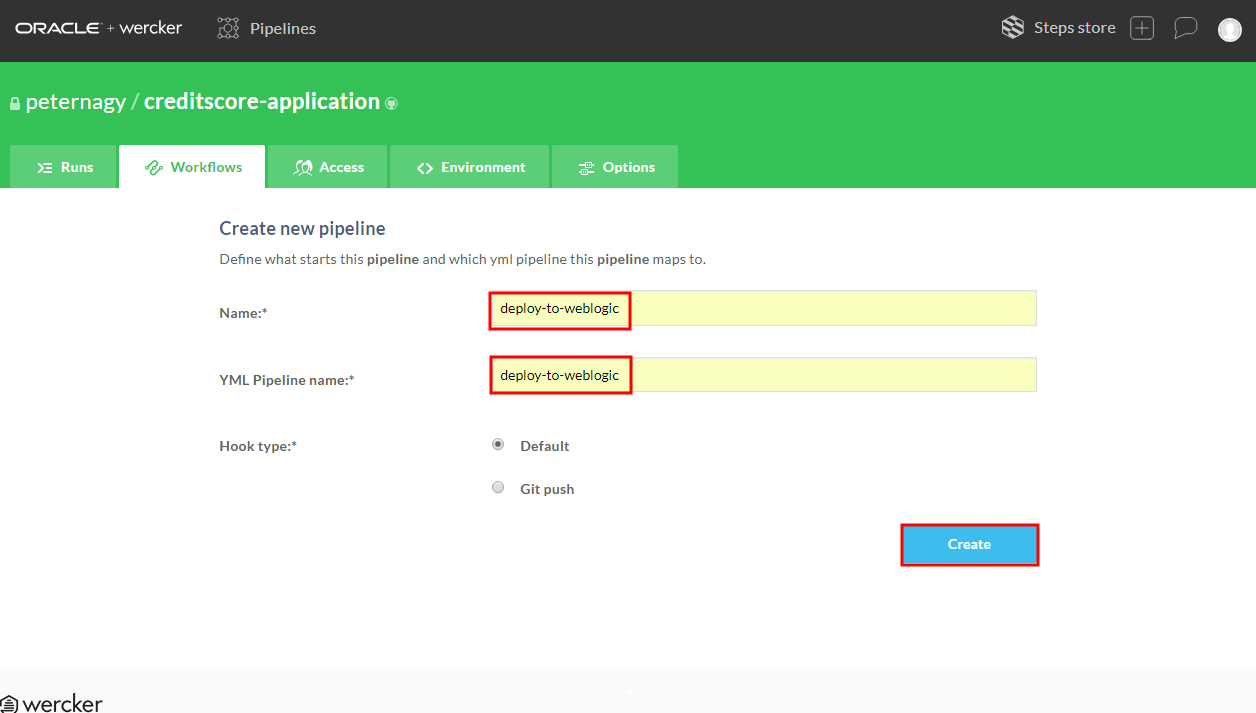 ORACLE + wercker Pipelines Steps store
peternagy / creditscore-application
Runs Workflows Access Environment Options
Create new pipeline
Define what starts this pipeline and which yml pipeline this pipeline maps to.
Name:* deploy-to-weblogic
YML Pipeline name:* deploy-to-weblogic
Hook type:* Default
Git push
Create
wercker